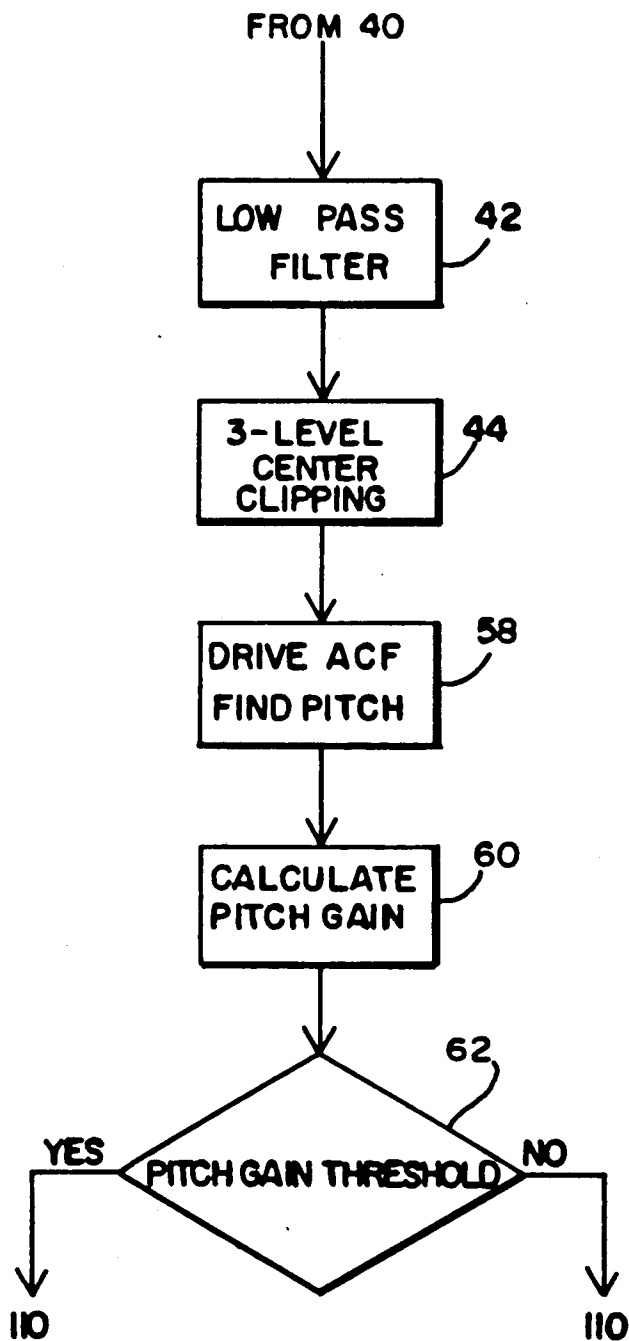 FROM 40
LOW PASS
FILTER
42
3-LEVEL
CENTER
CLIPPING
44
DRIVE ACF
FIND PITCH
58
CALCULATE
PITCH GAIN
60
62
YES
PITCH GAIN THRESHOLD
NO
110
110